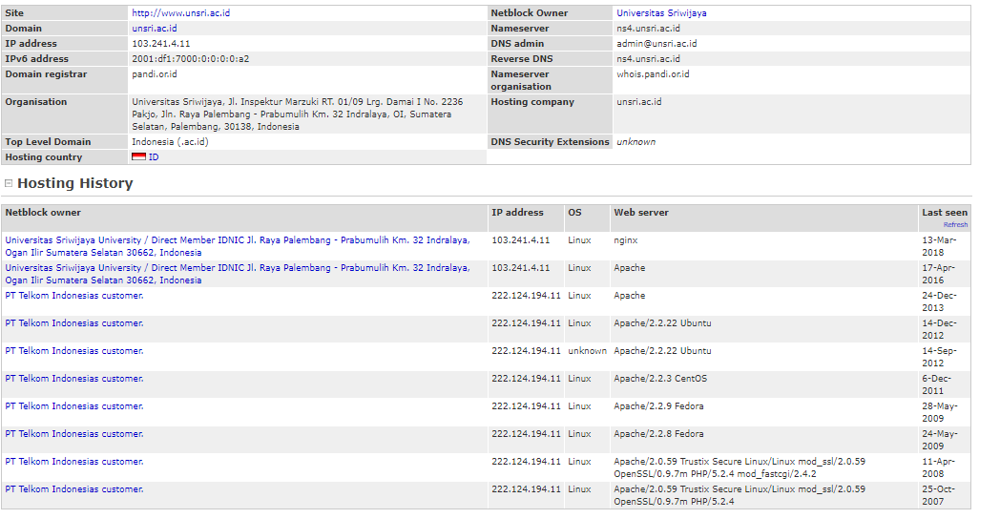 Site http://www.unsri.ac.id Netblock Owner Universitas Sriwijaya
Domain unsri.ac.id Nameserver ns4.unsri.ac.id
IP address 103.241.4.11 DNS admin admin@unsri.ac.id
IPv6 address 2001:df1:7000:0:0:0:0:a2 Reverse DNS ns4.unsri.ac.id
Domain registrar pandi.or.id Nameserver whois.pandi.or.id
organisation
Organisation Universitas Sriwijaya, Jl. Inspektur Marzuki RT. 01/09 Lrg. Damai I No. 2236 Hosting company unsri.ac.id
Pakjo, Jln. Raya Palembang - Prabumulih Km. 32 Indralaya, OI, Sumatera
Selatan, Palembang, 30138, Indonesia
Top Level Domain Indonesia (.ac.id) DNS Security Extensions unknown
Hosting country ID
Hosting History
Netblock owner IP address OS Web server Last seen
Refresh
Universitas Sriwijaya University / Direct Member IDNIC Jl. Raya Palembang - Prabumulih Km. 32 Indralaya, 103.241.4.11 Linux nginx 13-Mar-
Ogan Ilir Sumatera Selatan 30662, Indonesia 2018
Universitas Sriwijaya University / Direct Member IDNIC Jl. Raya Palembang - Prabumulih Km. 32 Indralaya, 103.241.4.11 Linux Apache 17-Apr-
Ogan Ilir Sumatera Selatan 30662, Indonesia 2016
PT Telkom Indonesias customer. 222.124.194.11 Linux Apache 24-Dec-
2013
PT Telkom Indonesias customer. 222.124.194.11 Linux Apache/2.2.22 Ubuntu 14-Dec-
2012
PT Telkom Indonesias customer. 222.124.194.11 unknown Apache/2.2.22 Ubuntu 14-Sep-
2012
PT Telkom Indonesias customer. 222.124.194.11 Linux Apache/2.2.3 CentOS 6-Dec-
2011
PT Telkom Indonesias customer. 222.124.194.11 Linux Apache/2.2.9 Fedora 28-May-
2009
PT Telkom Indonesias customer. 222.124.194.11 Linux Apache/2.2.8 Fedora 24-May-
2009
PT Telkom Indonesias customer. 222.124.194.11 Linux Apache/2.0.59 Trustix Secure Linux/Linux mod_ssl/2.0.59 11-Apr-
OpenSSL/0.9.7m PHP/5.2.4 mod_fastcgi/2.4.2 2008
PT Telkom Indonesias customer. 222.124.194.11 Linux Apache/2.0.59 Trustix Secure Linux/Linux mod_ssl/2.0.59 25-Oct-
OpenSSL/0.9.7m PHP/5.2.4 2007